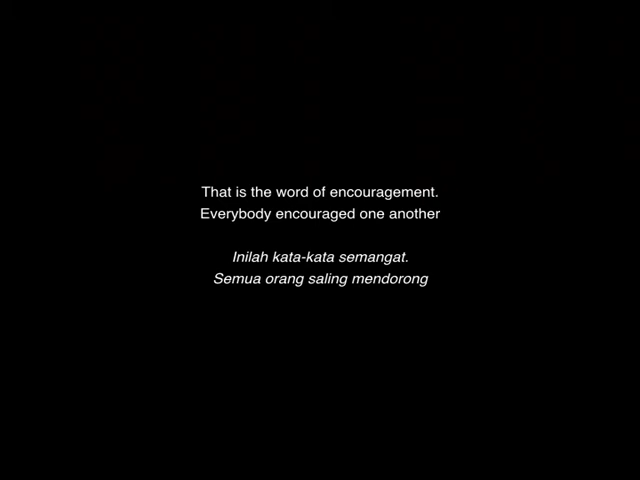 That is the word of encouragement.
Everybody encouraged one another
Inilah kata-kata semangat.
Semua orang saling mendorong